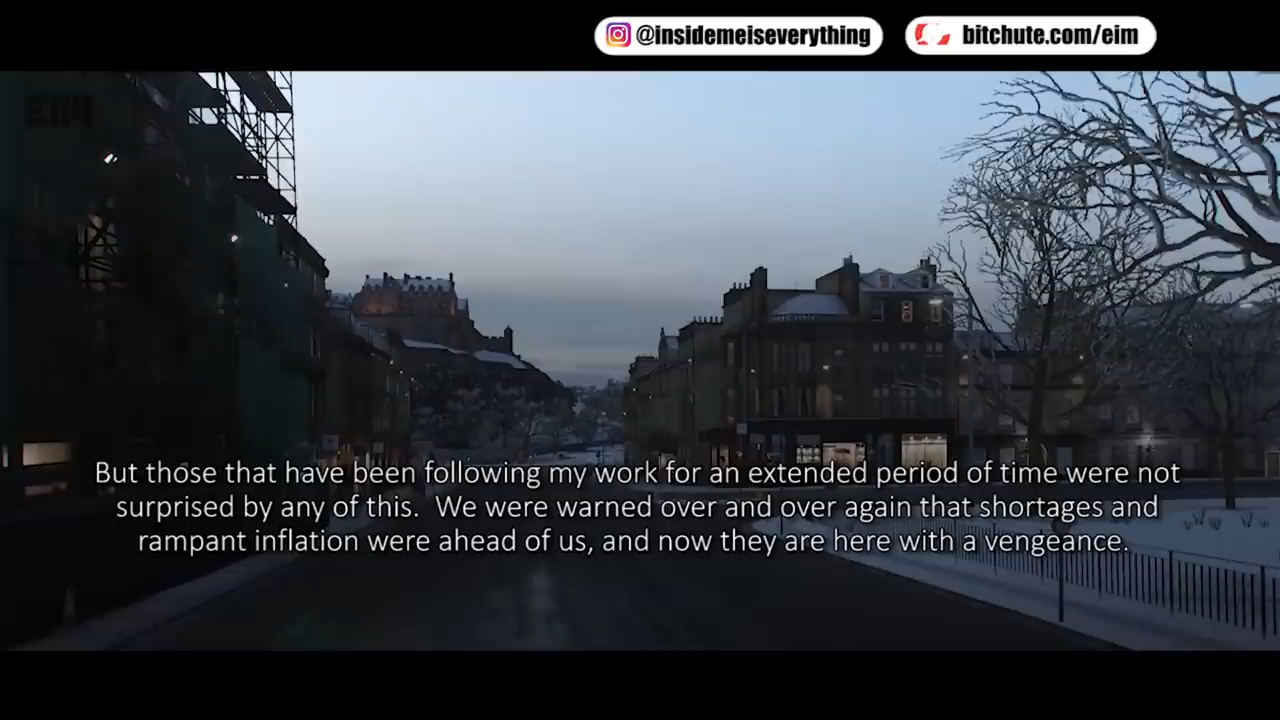 @insidemeiseverything
bitchute.com/eim
But those that have been following my work for an extended period of time were not
surprised by any of this.  We were warned over and over again that shortages and
rampant inflation were ahead of us, and now they are here with a vengeance.